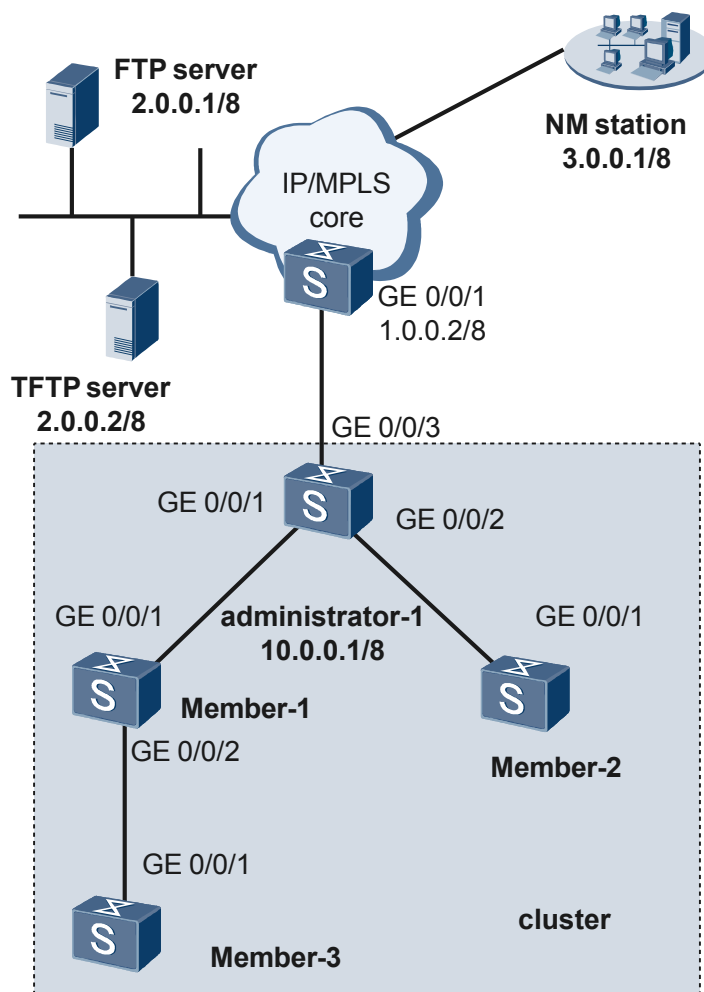 FTP server
2.0.0.1/8
NM station
3.0.0.1/8
IP/MPLS
core
S
GE 0/0/1
1.0.0.2/8
TFTP server
2.0.0.2/8
GE 0/0/3
GE 0/0/1
S
GE 0/0/2
GE 0/0/1
administrator-1
10.0.0.1/8
GE 0/0/1
S
Member-1
S
GE 0/0/2
Member-2
GE 0/0/1
S
Member-3
cluster